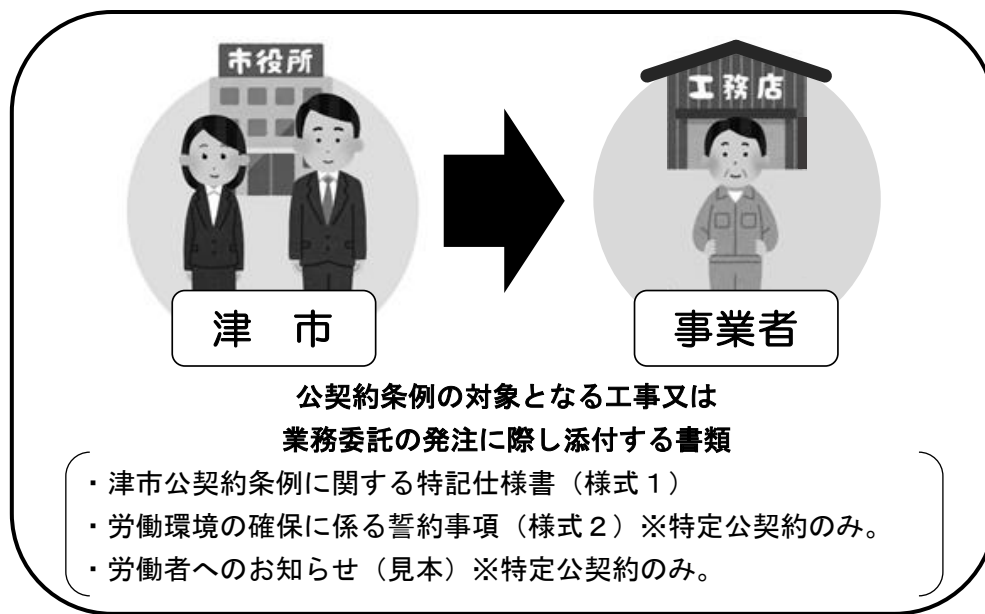 市役所
工務店
津 市
事業者
公契約条例の対象となる工事又は
業務委託の発注に際し添付する書類
・津市公契約条例に関する特記仕様書（様式１）
・労働環境の確保に係る誓約事項（様式２）※特定公契約のみ。
・労働者へのお知らせ（見本）※特定公契約のみ。